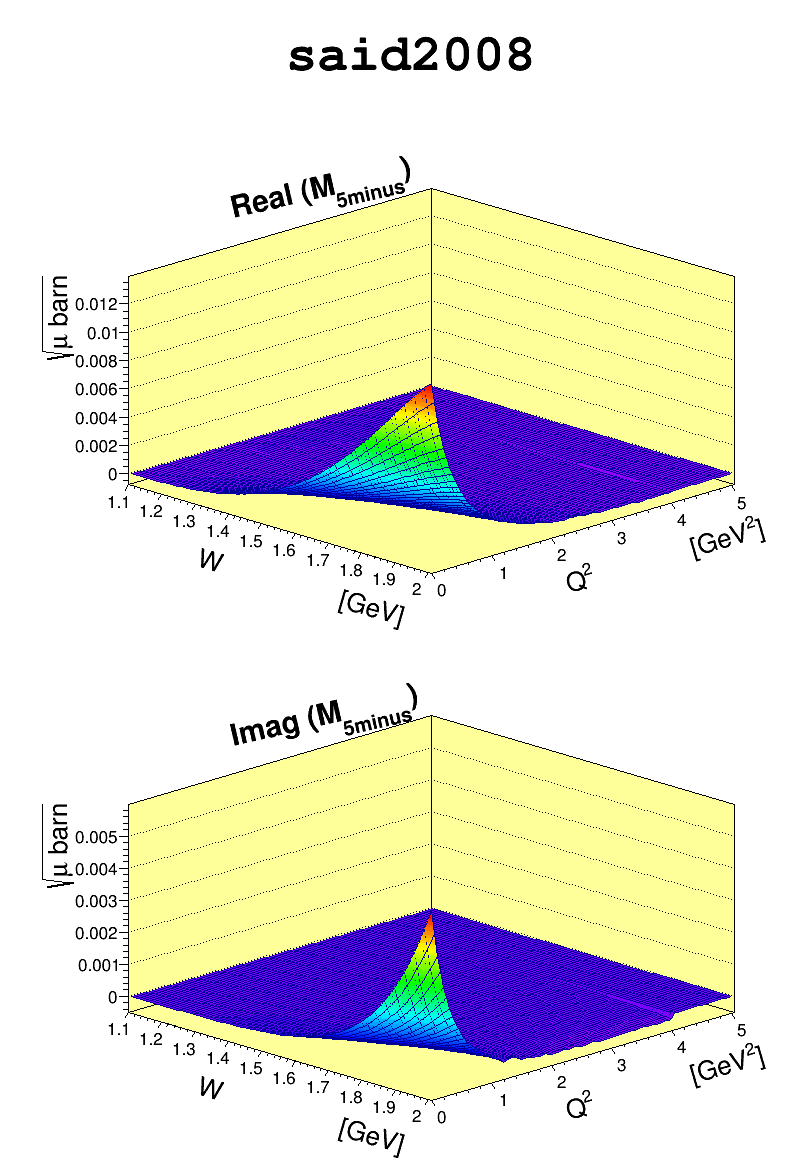 said2008
Real (M5minus)
√μ barn
0.012
0.01
0.008
0.006
0.004
0.002
0
1.1 1.2 1.3 1.4 1.5 1.6 1.7 1.8 1.9 2
W
[GeV]
0 1 2 3 4 5
Q²
[GeV²]
Imag (M5minus)
√μ barn
0.005
0.004
0.003
0.002
0.001
0
1.1 1.2 1.3 1.4 1.5 1.6 1.7 1.8 1.9 2
W
[GeV]
0 1 2 3 4 5
Q²
[GeV²]